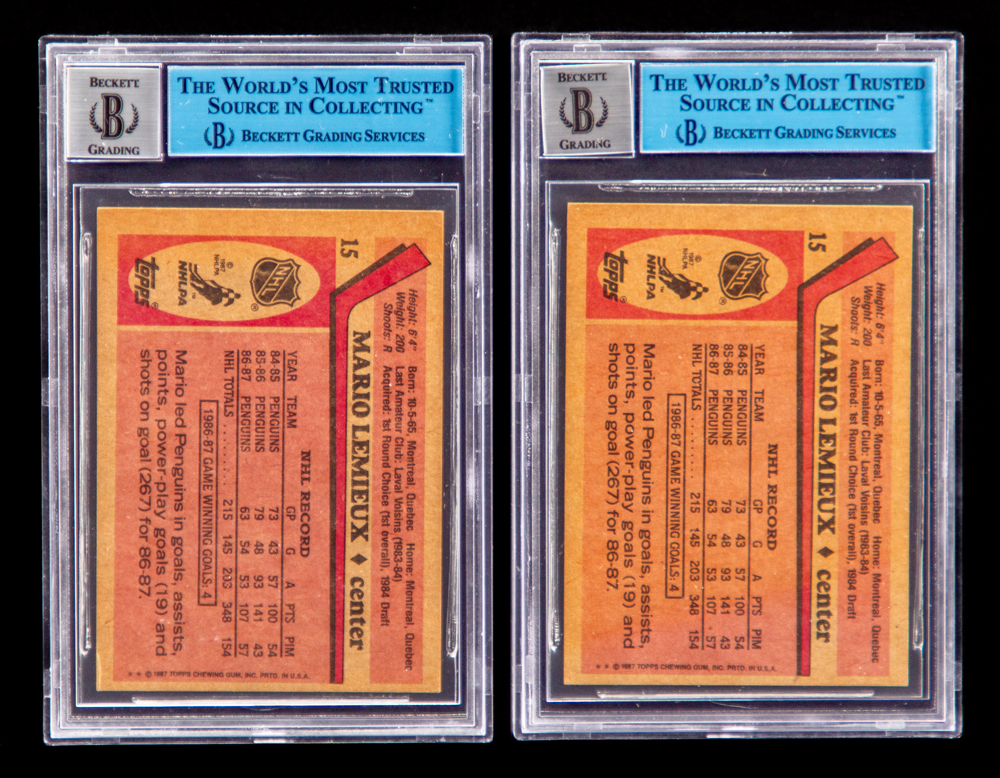 BECKETT
B
GRADING
THE WORLD'S MOST TRUSTED
SOURCE IN COLLECTING™
B BECKETT GRADING SERVICES
15
Height: 6'4" Born: 10-5-65, Montreal, Quebec Home: Montreal, Quebec
Weight: 200 Last Amateur Club: Laval Voisins (1983-84)
Shoots: R Acquired: 1st Round Choice (1st overall), 1984 Draft
MARIO LEMIEUX ♦ center
NHL RECORD
YEAR TEAM GP G A PTS PIM
84-85 PENGUINS 73 43 57 100 54
85-86 PENGUINS 79 48 93 141 43
86-87 PENGUINS 63 54 53 107 57
NHL TOTALS ........ 215 145 203 348 154
1986-87 GAME WINNING GOALS: 4
Mario led Penguins in goals, assists,
points, power-play goals (19) and
shots on goal (267) for 86-87.
NHL ®
© 1987 NHLPA
NHLPA™
TOPPS®
* * © 1987 TOPPS CHEWING GUM, INC. PRTD. IN U.S.A.
BECKETT
B
GRADING
THE WORLD'S MOST TRUSTED
SOURCE IN COLLECTING™
B BECKETT GRADING SERVICES
15
Height: 6'4" Born: 10-5-65, Montreal, Quebec Home: Montreal, Quebec
Weight: 200 Last Amateur Club: Laval Voisins (1983-84)
Shoots: R Acquired: 1st Round Choice (1st overall), 1984 Draft
MARIO LEMIEUX ♦ center
NHL RECORD
YEAR TEAM GP G A PTS PIM
84-85 PENGUINS 73 43 57 100 54
85-86 PENGUINS 79 48 93 141 43
86-87 PENGUINS 63 54 53 107 57
NHL TOTALS ........ 215 145 203 348 154
1986-87 GAME WINNING GOALS: 4
Mario led Penguins in goals, assists,
points, power-play goals (19) and
shots on goal (267) for 86-87.
NHL ®
© 1987 NHLPA
NHLPA™
TOPPS®
* * © 1987 TOPPS CHEWING GUM, INC. PRTD. IN U.S.A.